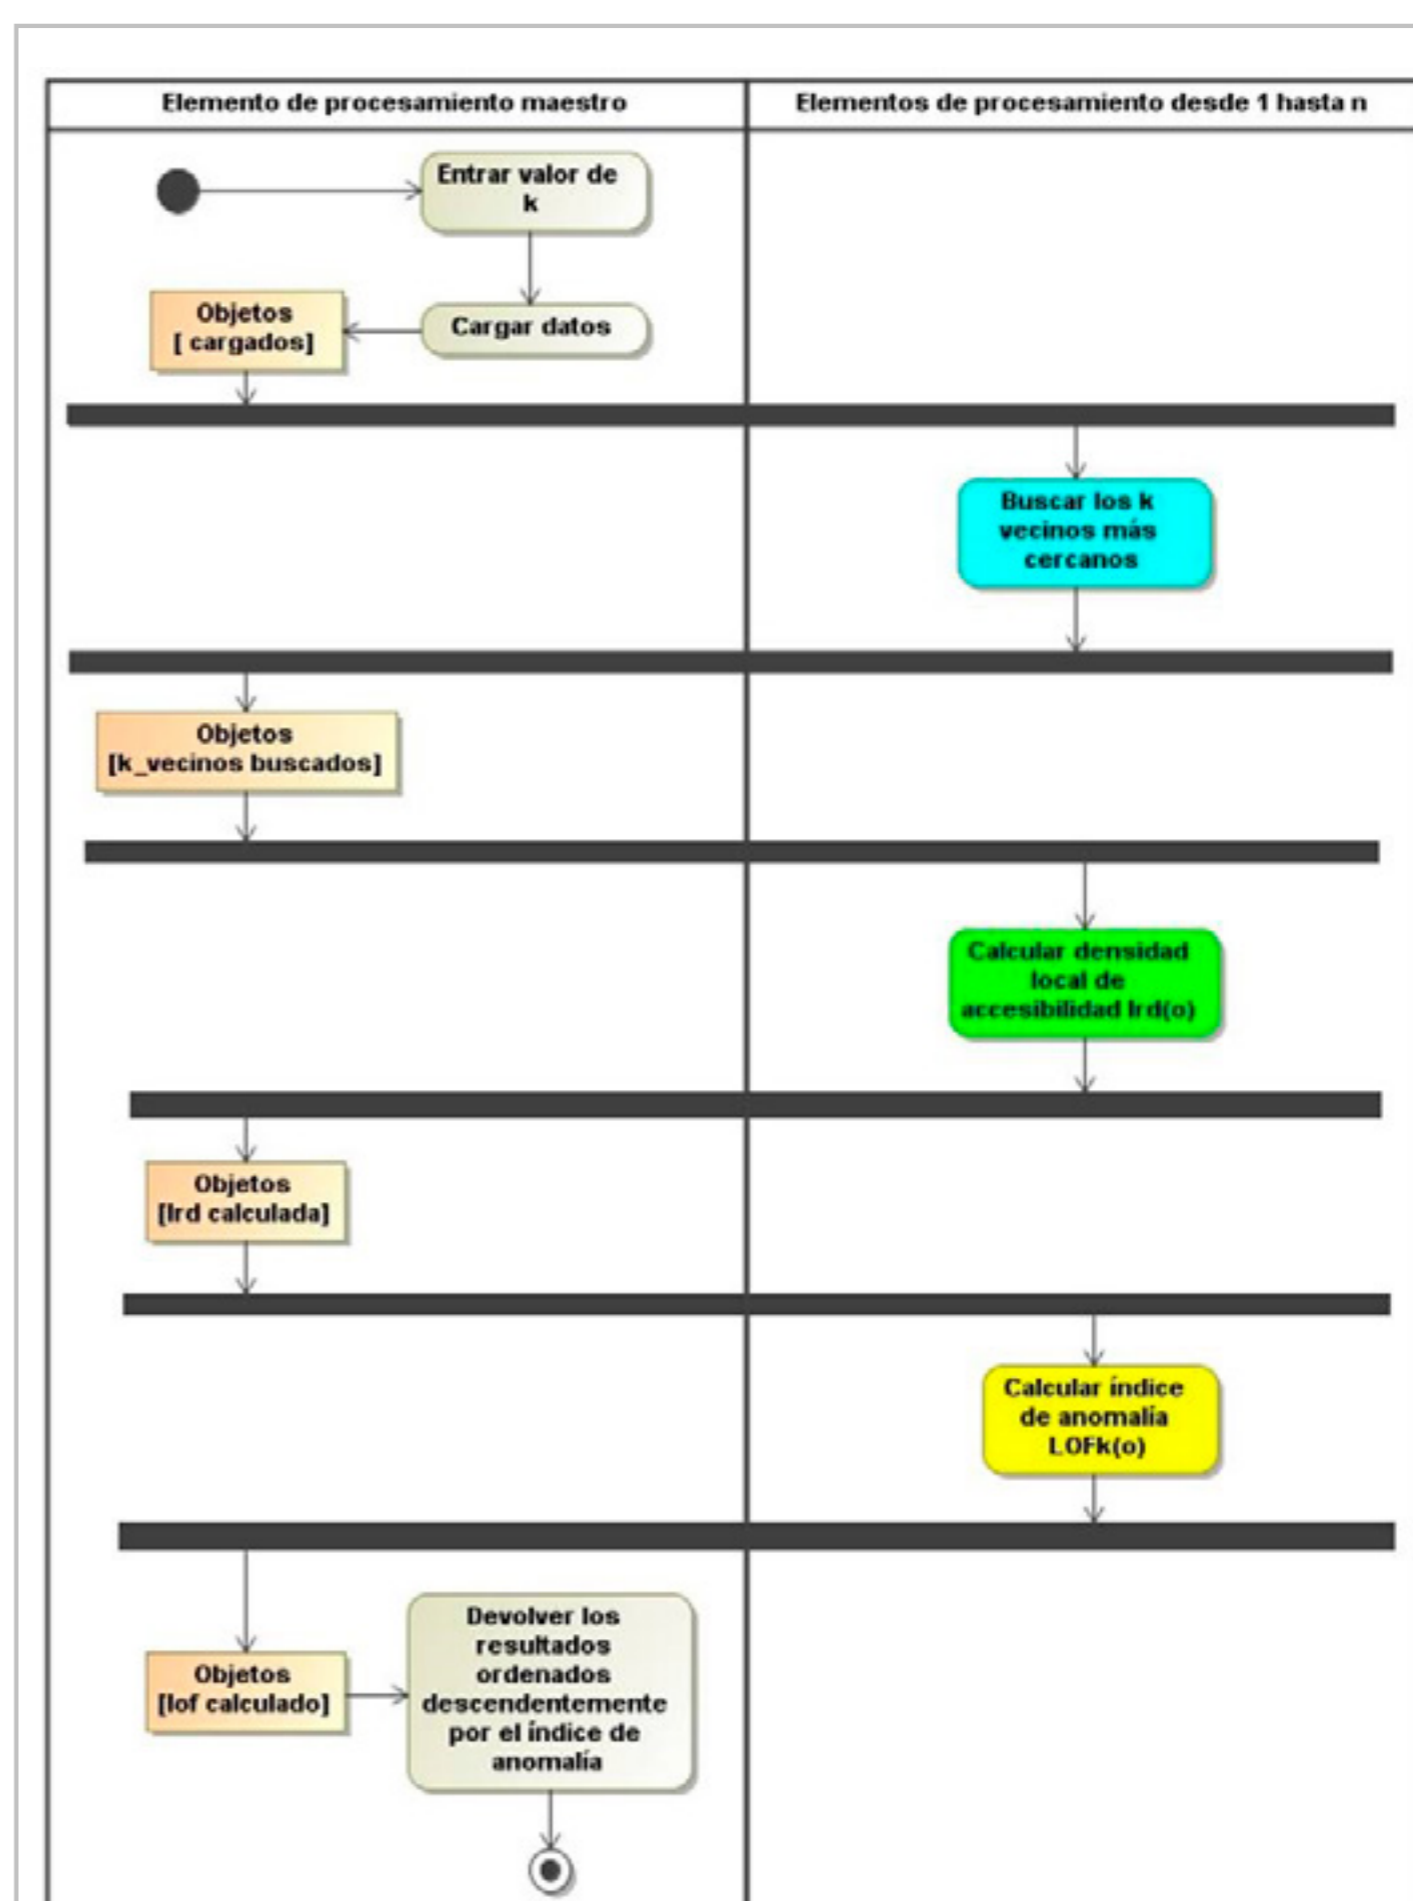 Elemento de procesamiento maestro
Elementos de procesamiento desde 1 hasta n
Entrar valor de
k
Objetos
[ cargados]
Cargar datos
Buscar los k
vecinos más
cercanos
Objetos
[k_vecinos buscados]
Calcular densidad
local de
accesibilidad lrd(o)
Objetos
[lrd calculada]
Calcular índice
de anomalía
LOFk(o)
Objetos
[lof calculado]
Devolver los
resultados
ordenados
descendentemente
por el índice de
anomalía